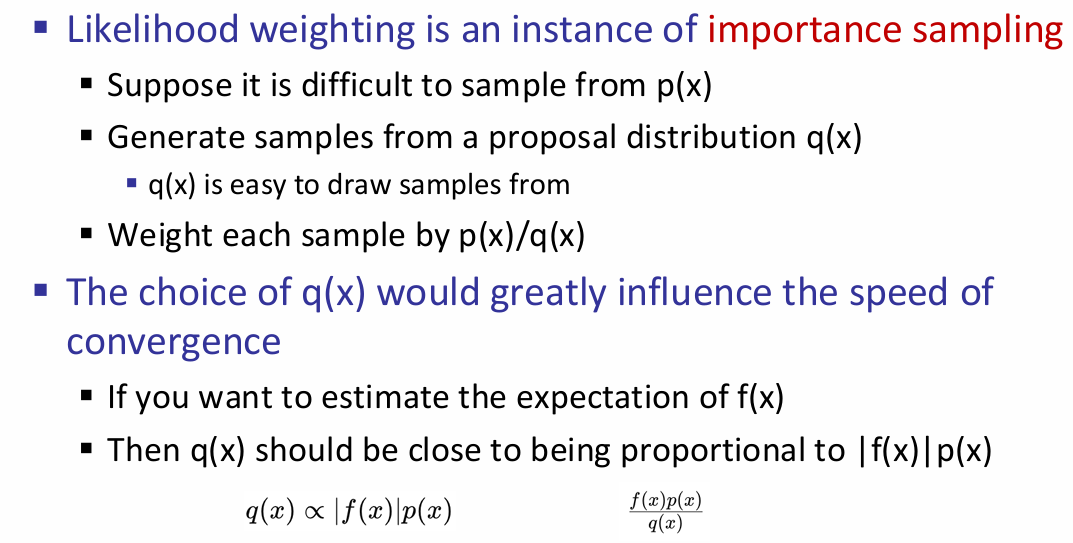 ▪ Likelihood weighting is an instance of importance sampling
▪ Suppose it is difficult to sample from p(x)
▪ Generate samples from a proposal distribution q(x)
▪ q(x) is easy to draw samples from
▪ Weight each sample by p(x)/q(x)
▪ The choice of q(x) would greatly influence the speed of
convergence
▪ If you want to estimate the expectation of f(x)
▪ Then q(x) should be close to being proportional to |f(x)|p(x)
q(x) ∝ |f(x)|p(x)
f(x)p(x)
q(x)